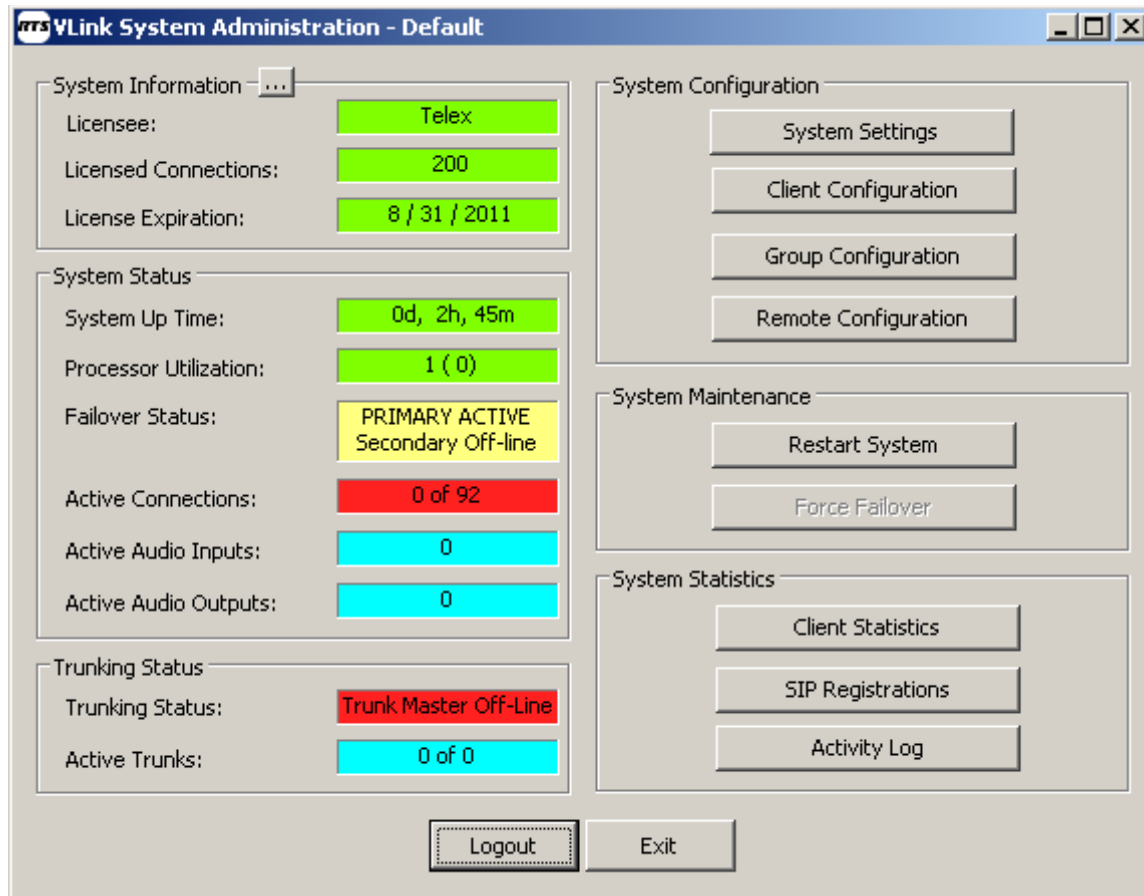 RTS VLink System Administration - Default
System Information ...
Licensee: Telex
Licensed Connections: 200
License Expiration: 8 / 31 / 2011
System Status
System Up Time: 0d, 2h, 45m
Processor Utilization: 1 ( 0)
Failover Status: PRIMARY ACTIVE
Secondary Off-line
Active Connections: 0 of 92
Active Audio Inputs: 0
Active Audio Outputs: 0
Trunking Status
Trunking Status: Trunk Master Off-Line
Active Trunks: 0 of 0
System Configuration
System Settings
Client Configuration
Group Configuration
Remote Configuration
System Maintenance
Restart System
Force Failover
System Statistics
Client Statistics
SIP Registrations
Activity Log
Logout
Exit